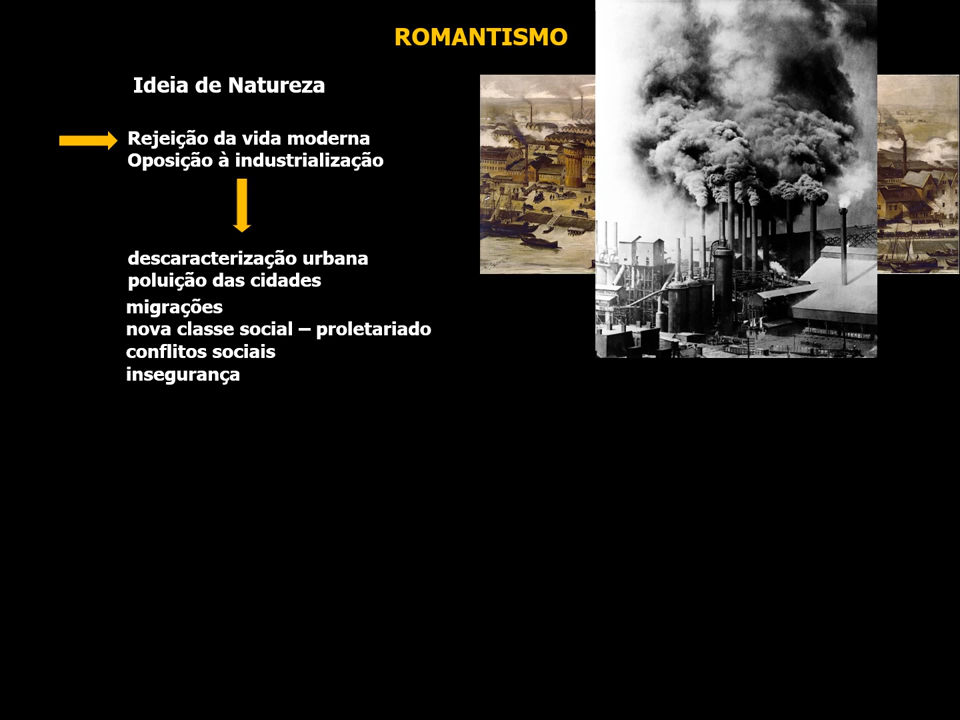 ROMANTISMO
Ideia de Natureza
Rejeição da vida moderna
Oposição à industrialização
descaracterização urbana
poluição das cidades
migrações
nova classe social – proletariado
conflitos sociais
insegurança